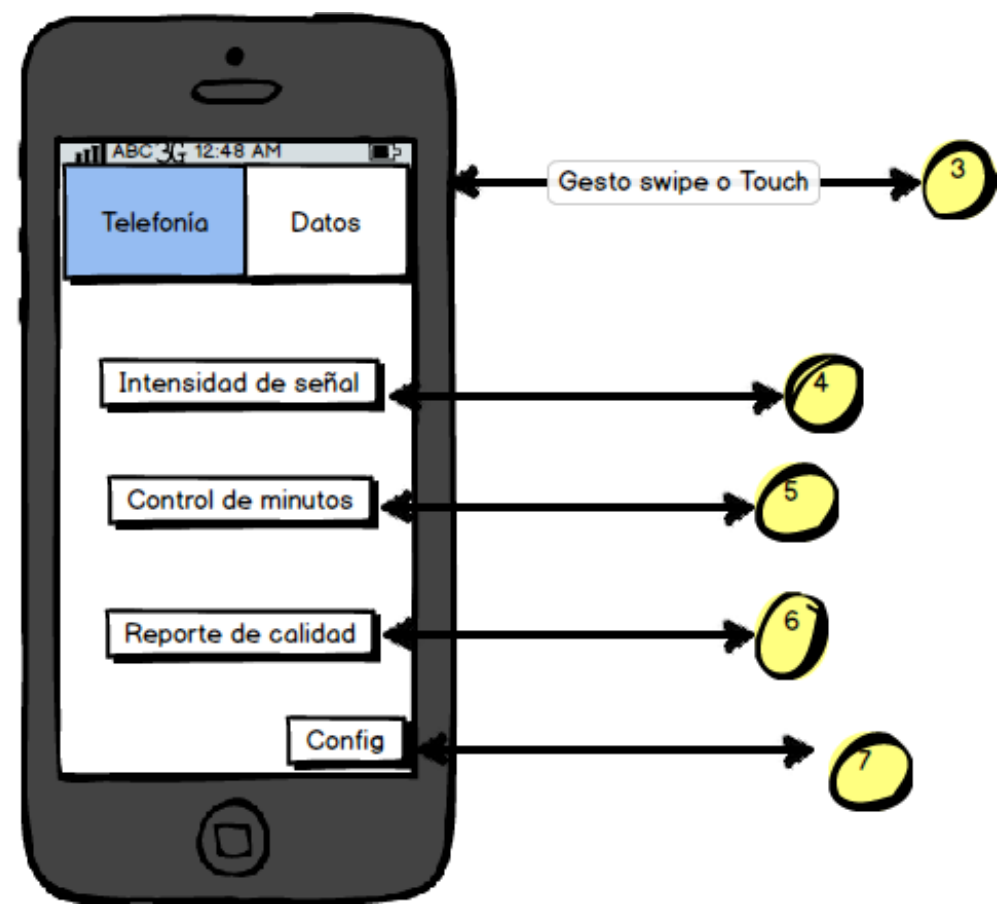 ABC 3G 12:48 AM
Telefonía Datos
Gesto swipe o Touch
3
Intensidad de señal
4
Control de minutos
5
Reporte de calidad
6
Config
7